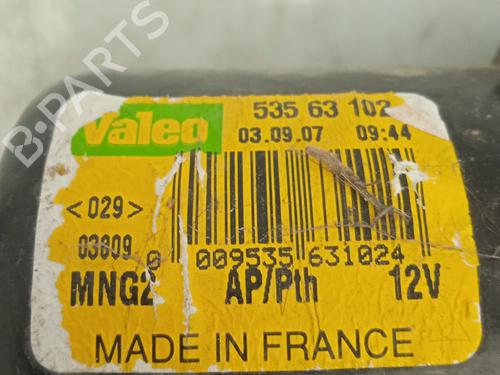 B-PARTS
Valeo
535 63 102
03.09.07 09:44
<029>
03609
0 009535 631024
MNG2 AP/Pth 12V
MADE IN FRANCE